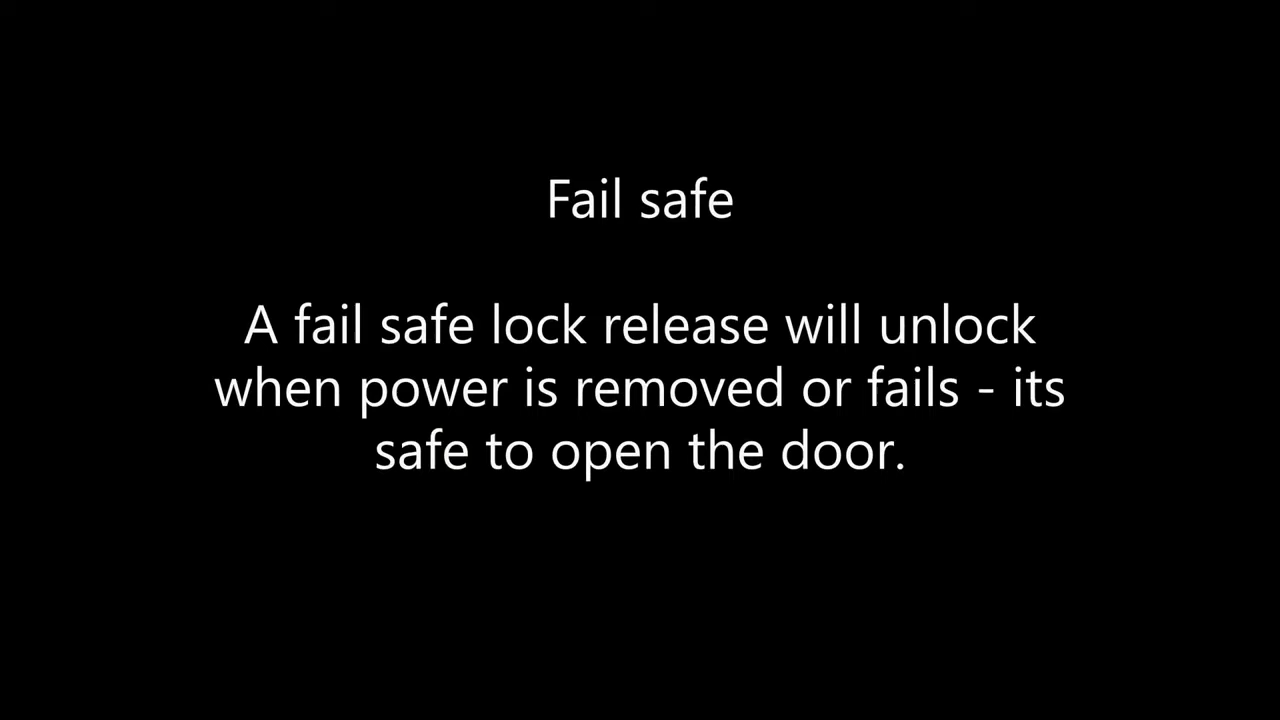 Fail safe
A fail safe lock release will unlock
when power is removed or fails - its
safe to open the door.